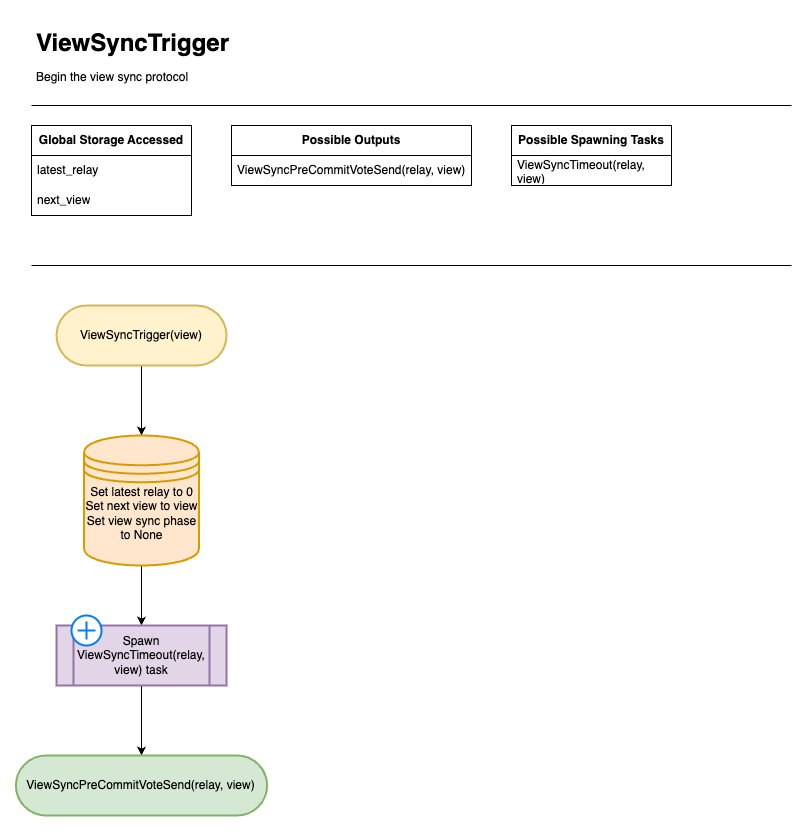 ViewSyncTrigger
Begin the view sync protocol
Global Storage Accessed
latest_relay
next_view
Possible Outputs
ViewSyncPreCommitVoteSend(relay, view)
Possible Spawning Tasks
ViewSyncTimeout(relay,
view)
ViewSyncTrigger(view)
Set latest relay to 0
Set next view to view
Set view sync phase
to None
Spawn
ViewSyncTimeout(relay,
view) task
ViewSyncPreCommitVoteSend(relay, view)